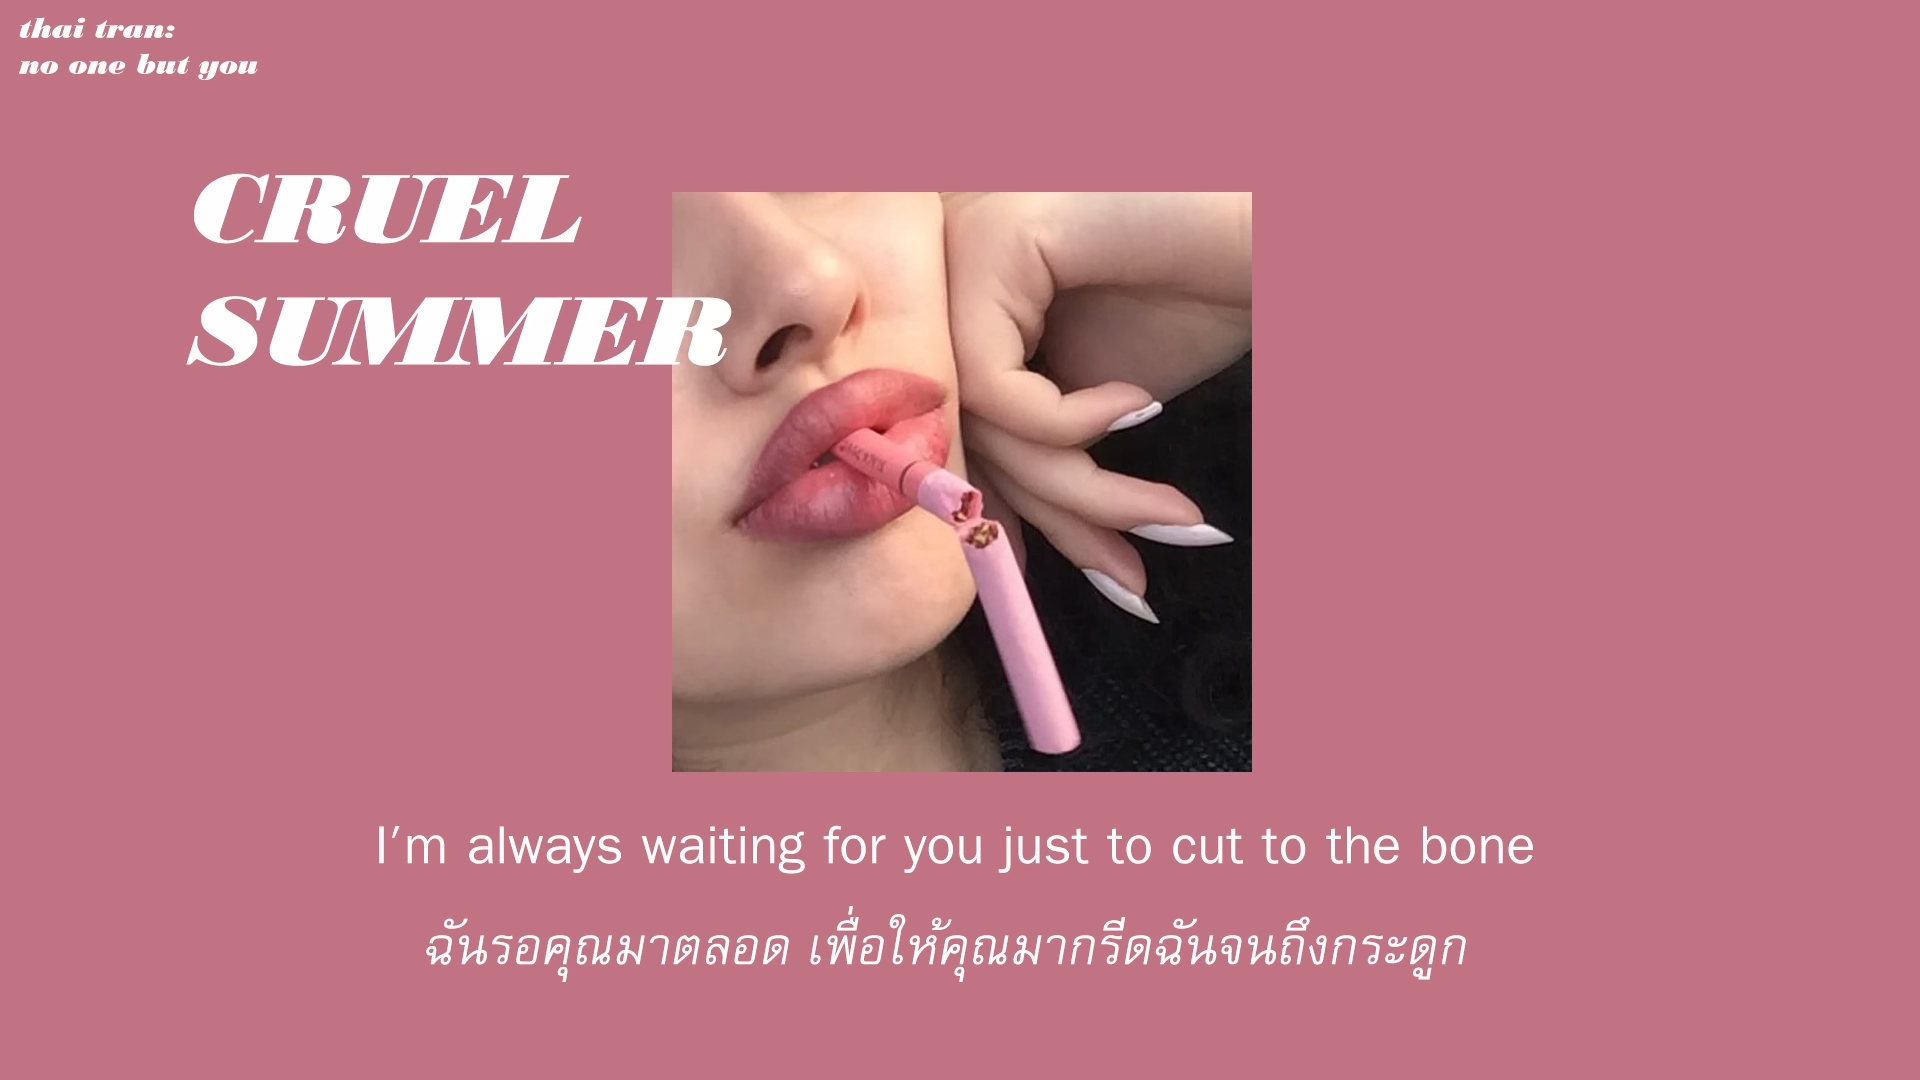 thai tran:
no one but you
CRUEL
SUMMER
I’m always waiting for you just to cut to the bone
ฉันรอคุณมาตลอด เพื่อให้คุณมากรีดฉันจนถึงกระดูก